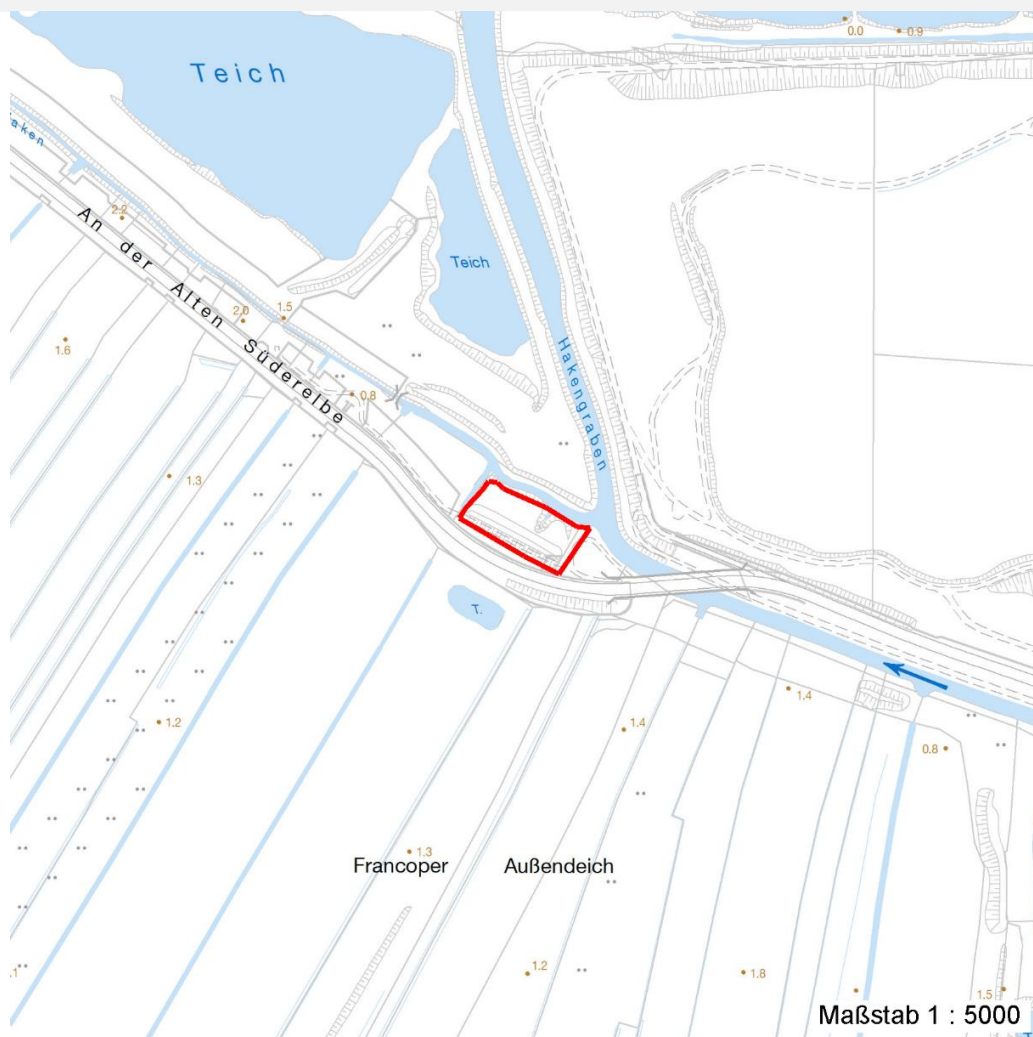 0.0
0.9
Teich
aken
2.2
An der Alten Süderelbe
Teich
2.0
1.5
1.6
Hakengraben
0.8
1.3
T.
1.4
1.2
1.4
0.8
1.3
Francoper Außendeich
1.2
1.8
.1
1.5
Maßstab 1 : 5000